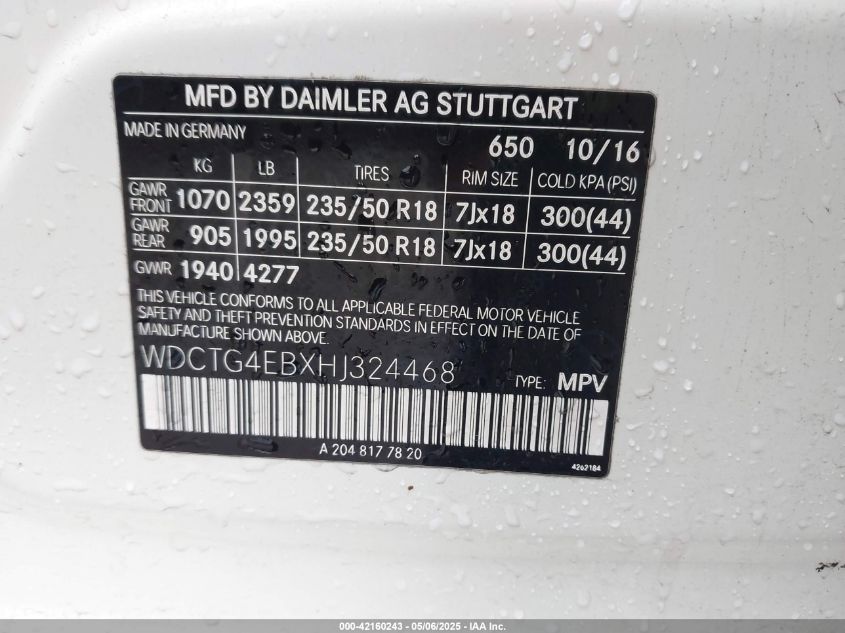 MFD BY DAIMLER AG STUTTGART
MADE IN GERMANY 650 10/16
KG LB TIRES RIM SIZE COLD KPA(PSI)
GAWR FRONT 1070 2359 235/50 R18 7Jx18 300(44)
GAWR REAR 905 1995 235/50 R18 7Jx18 300(44)
GVWR 1940 4277
THIS VEHICLE CONFORMS TO ALL APPLICABLE FEDERAL MOTOR VEHICLE
SAFETY AND THEFT PREVENTION STANDARDS IN EFFECT ON THE DATE OF
MANUFACTURE SHOWN ABOVE.
WDCTG4EBXHJ324468 TYPE: MPV
A 204 817 78 20
4262184
000-42160243 - 05/06/2025 - IAA Inc.